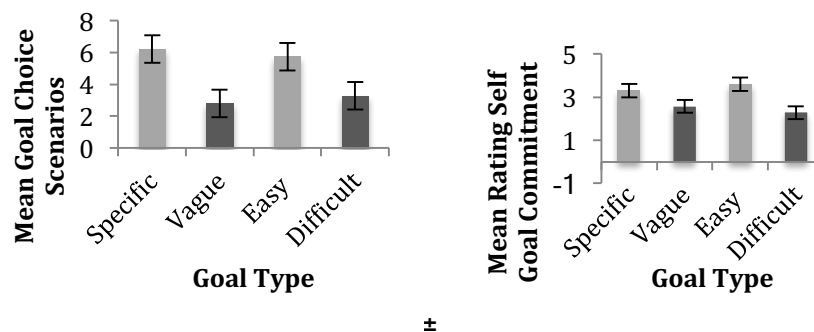 Mean Goal Choice
Scenarios
8
6
4
2
0
Specific
Vague
Easy
Difficult
Goal Type
Mean Rating Self
Goal Commitment
5
3
1
-1
Specific
Vague
Easy
Difficult
Goal Type
±